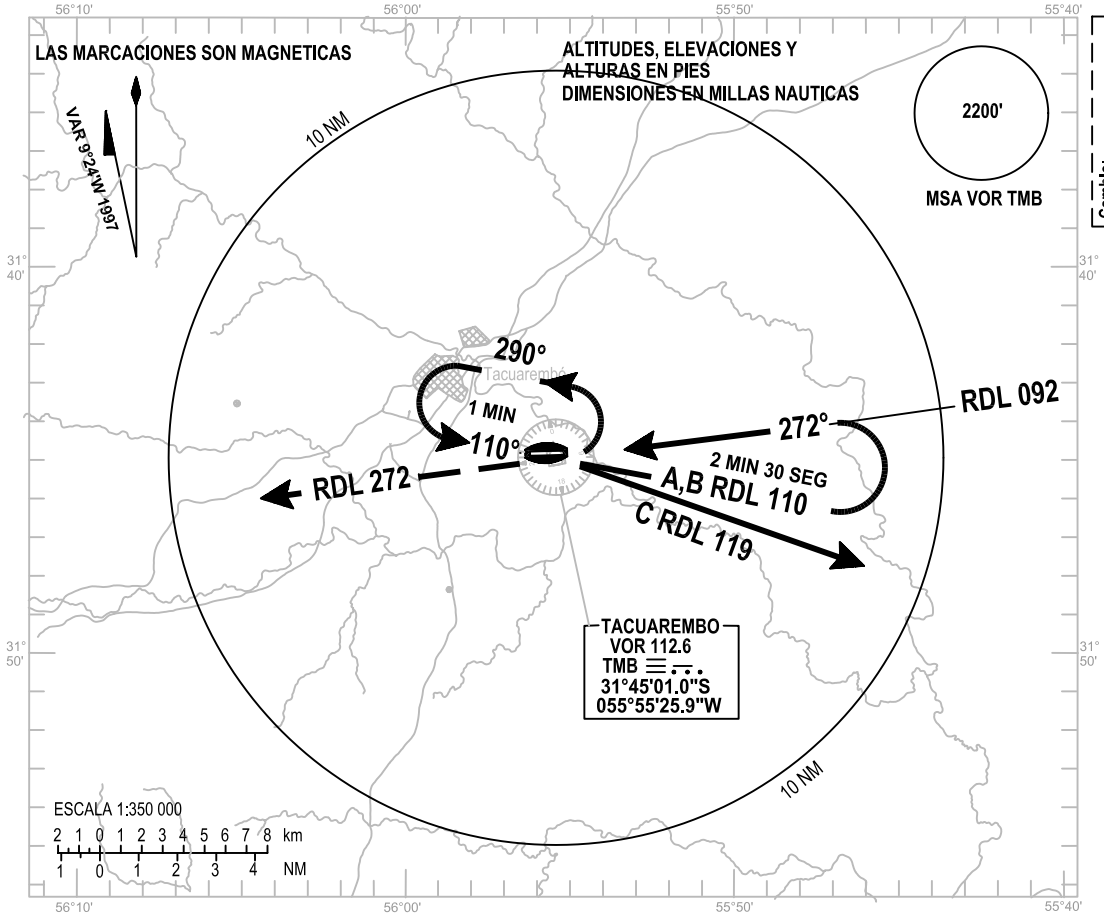 56°10'
56°00'
55°50'
55°40'
LAS MARCACIONES SON MAGNETICAS
VAR 9°24'W 1997
ALTITUDES, ELEVACIONES Y
ALTURAS EN PIES
DIMENSIONES EN MILLAS NAUTICAS
2200'
MSA VOR TMB
10 NM
31°
40'
31°
40'
290°
Tacuarembó
1 MIN
110°
RDL 092
272°
2 MIN 30 SEG
A,B RDL 110
C RDL 119
RDL 272
18
31°
50'
31°
50'
TACUAREMBO
VOR 112.6
TMB
31°45'01.0"S
055°55'25.9"W
10 NM
ESCALA 1:350 000
2 1 0 1 2 3 4 5 6 7 8 km
1 0 1 2 3 4 NM
56°10'
56°00'
55°50'
55°40'